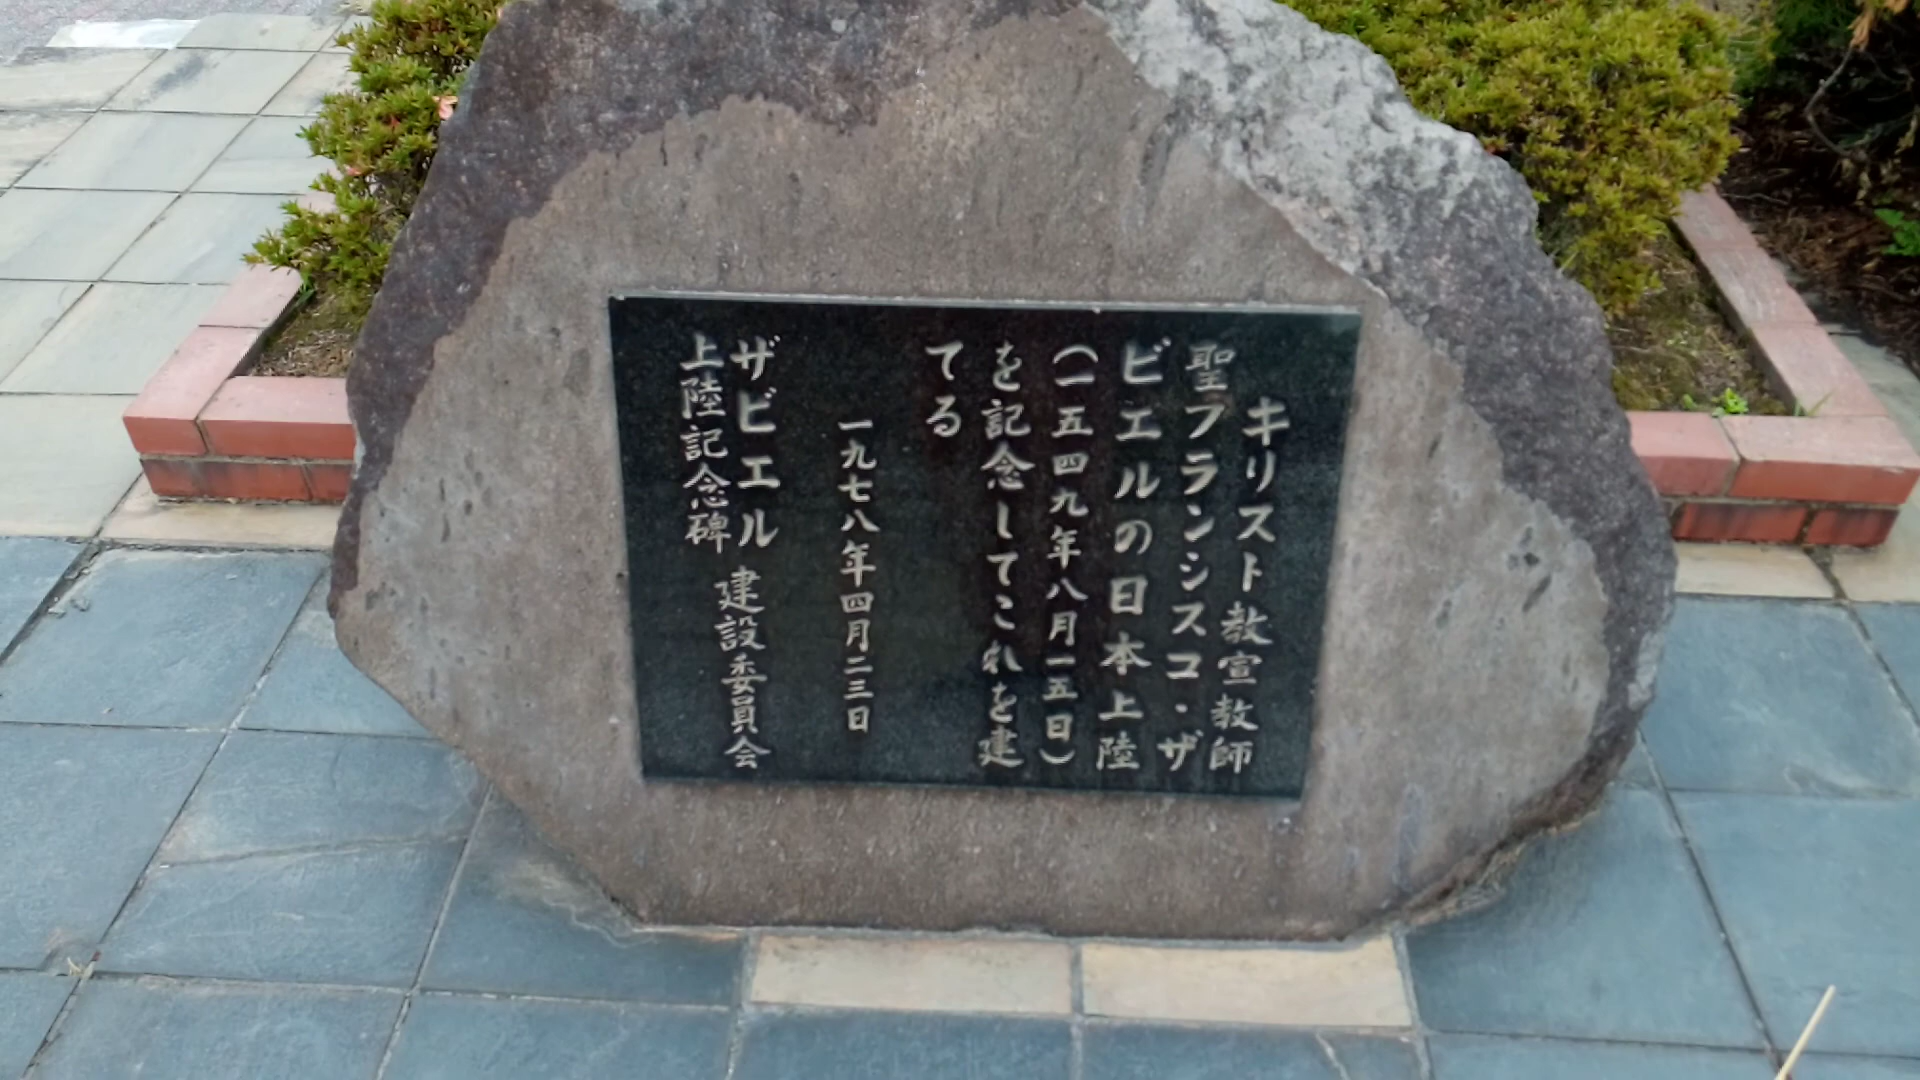 キリスト教宣教師
聖フランシスコ・ザ
ビエルの日本上陸
(一五四九年八月一五日)
を記念してこれを建
てる
一九七八年四月二三日
ザビエル
上陸記念碑
建設委員会